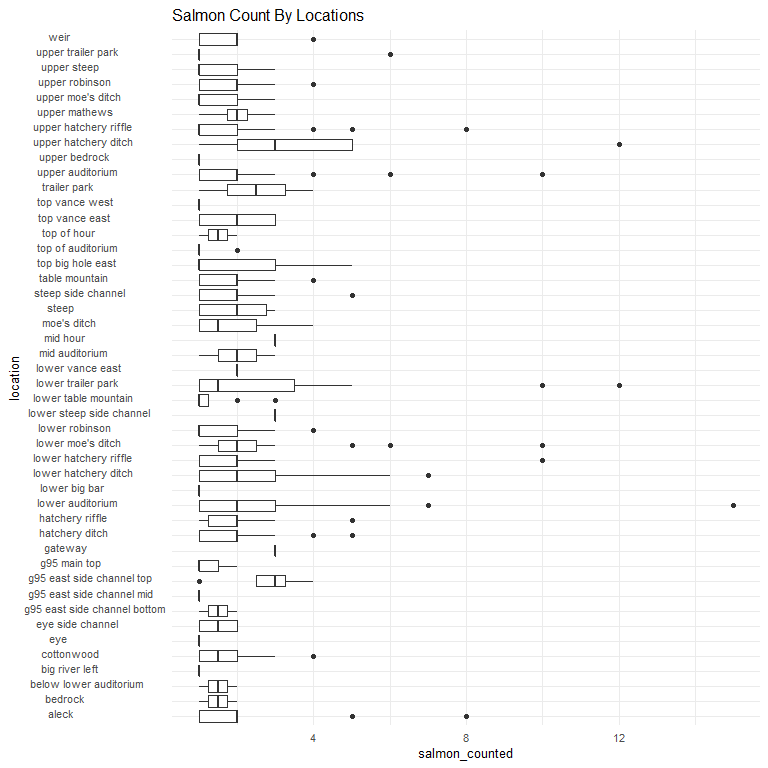 Salmon Count By Locations
weir
upper trailer park
upper steep
upper robinson
upper moe's ditch
upper mathews
upper hatchery riffle
upper hatchery ditch
upper bedrock
upper auditorium
trailer park
top vance west
top vance east
top of hour
top of auditorium
top big hole east
table mountain
steep side channel
steep
moe's ditch
mid hour
mid auditorium
lower vance east
lower trailer park
lower table mountain
lower steep side channel
lower robinson
lower moe's ditch
lower hatchery riffle
lower hatchery ditch
lower big bar
lower auditorium
hatchery riffle
hatchery ditch
gateway
g95 main top
g95 east side channel top
g95 east side channel mid
g95 east side channel bottom
eye side channel
eye
cottonwood
big river left
below lower auditorium
bedrock
aleck
location
4 8 12
salmon_counted